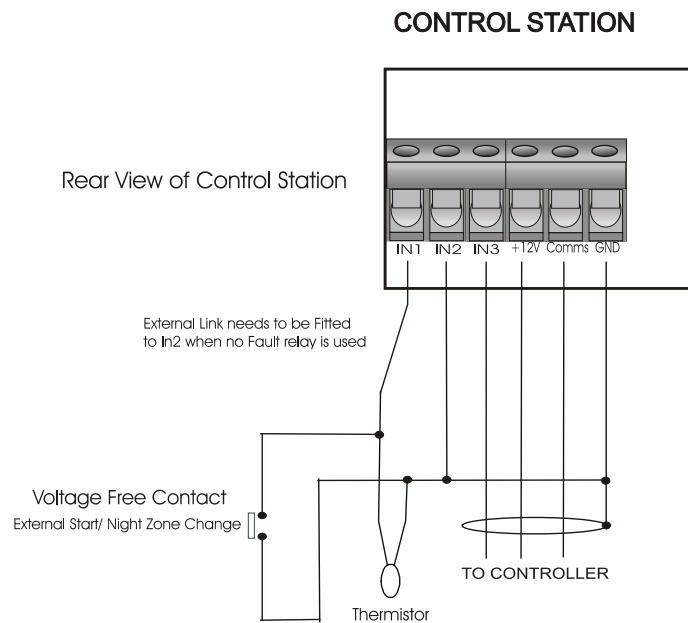 CONTROL STATION
Rear View of Control Station
IN1 IN2 IN3 +12V Comms GND
External Link needs to be Fitted
to In2 when no Fault relay is used
Voltage Free Contact
External Start/ Night Zone Change
TO CONTROLLER
Thermistor